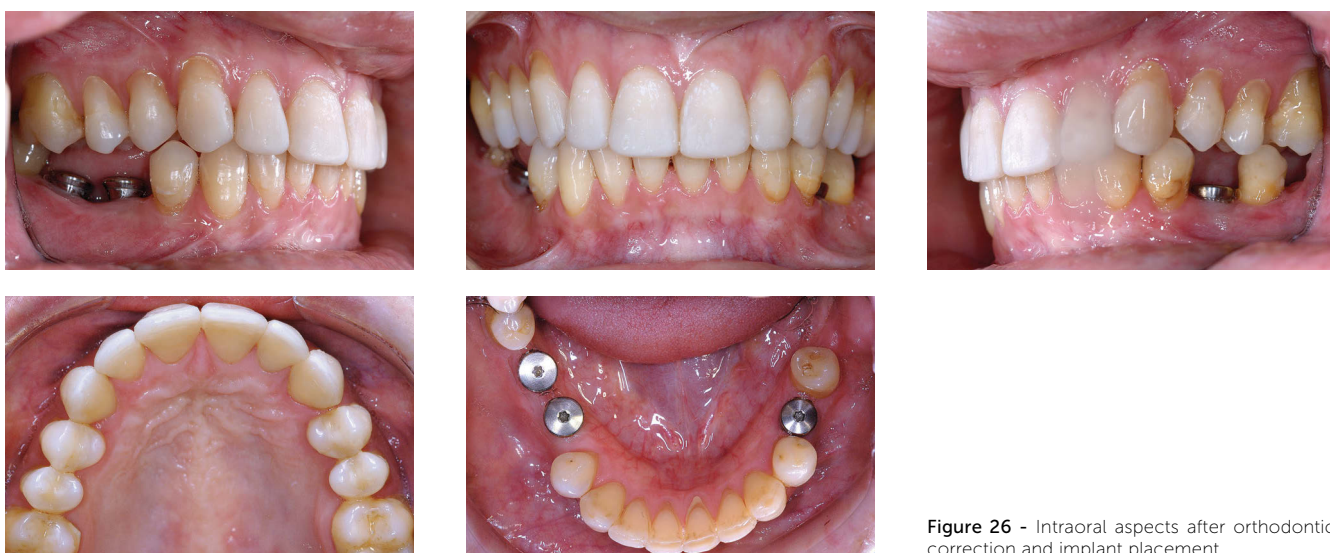 Figure 26 - Intraoral aspects after orthodontic
correction and implant placement